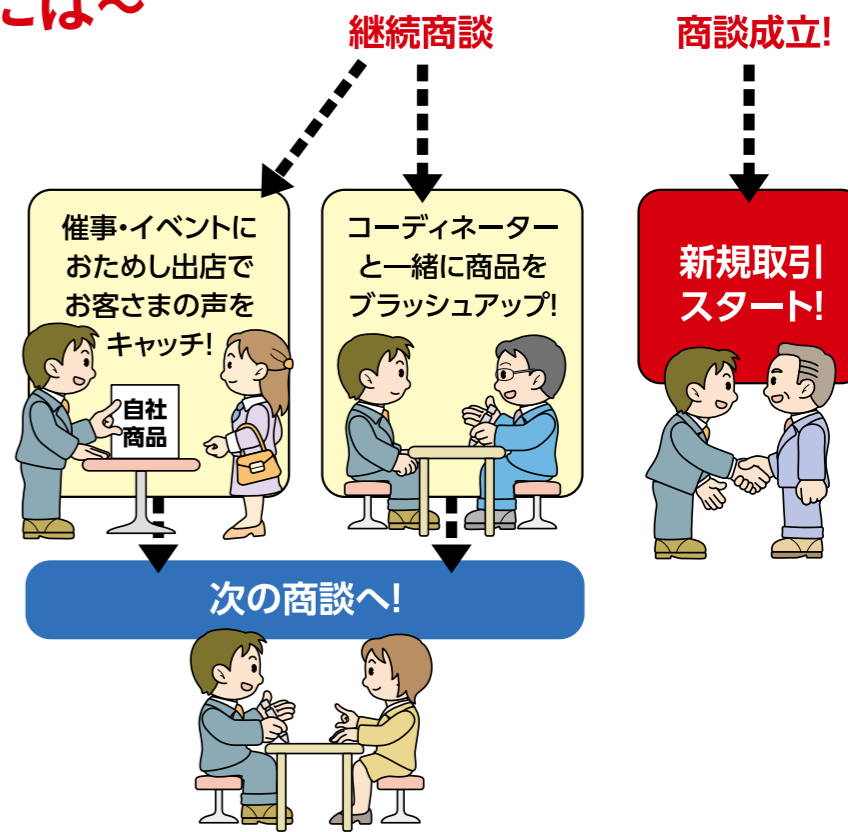 こは～
継続商談
商談成立!
催事・イベントに
おためし出店で
お客さまの声を
キャッチ!
自社
商品
コーディネーター
と一緒に商品を
ブラッシュアップ!
新規取引
スタート!
次の商談へ!